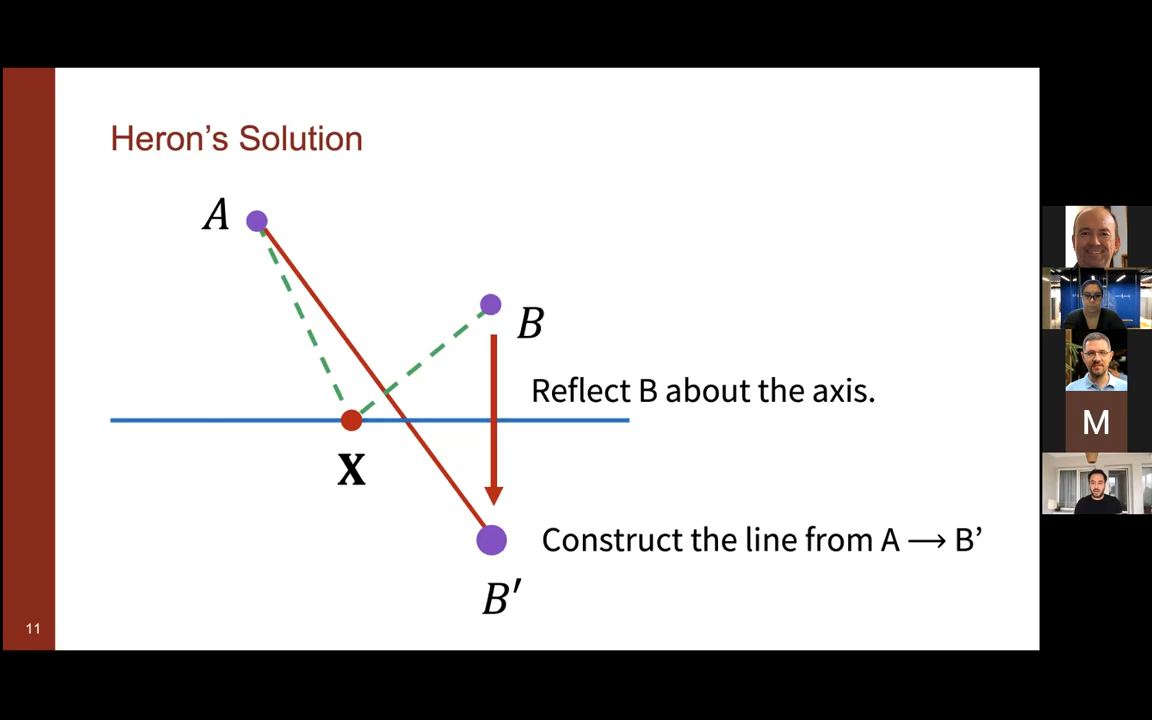 Heron’s Solution
A
B
Reflect B about the axis.
X
M
Construct the line from A ⟶ B’
B′
11